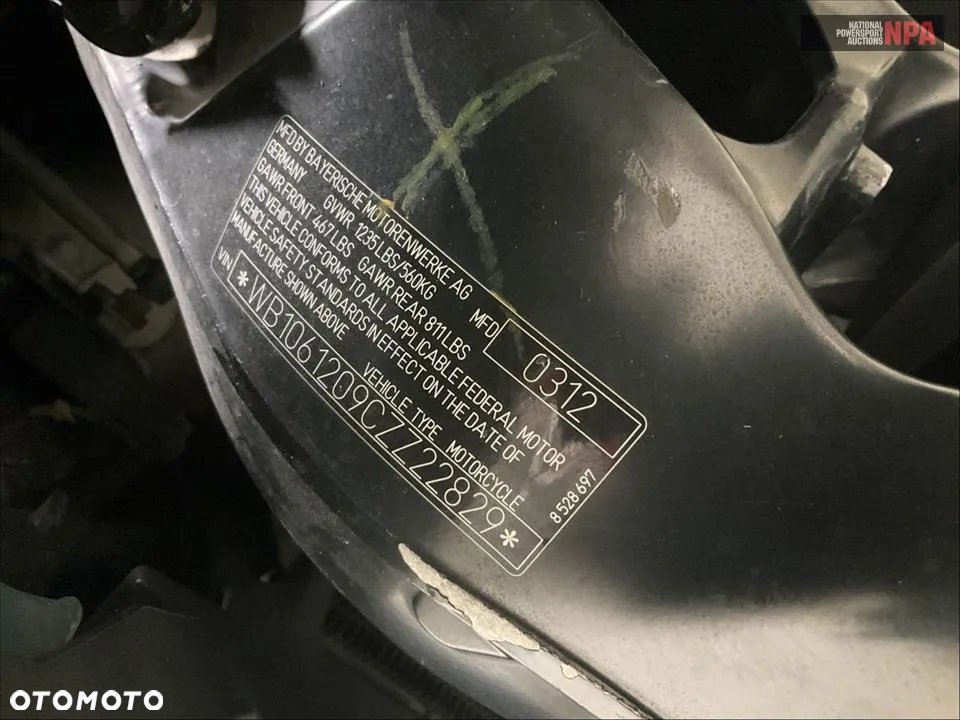 NATIONAL
POWERSPORT
AUCTIONS
NPA
MFD BY BAYERISCHE MOTORENWERKE AG
GERMANY GVWR 1235 LBS/560KG MFD 0312
GAWR FRONT 467 LBS GAWR REAR 811 LBS
THIS VEHICLE CONFORMS TO ALL APPLICABLE FEDERAL MOTOR
VEHICLE SAFETY STANDARDS IN EFFECT ON THE DATE OF
MANUFACTURE SHOWN ABOVE VEHICLE TYPE MOTORCYCLE
VIN *WB1061209CZZ22829* 8 528 697
OTOMOTO